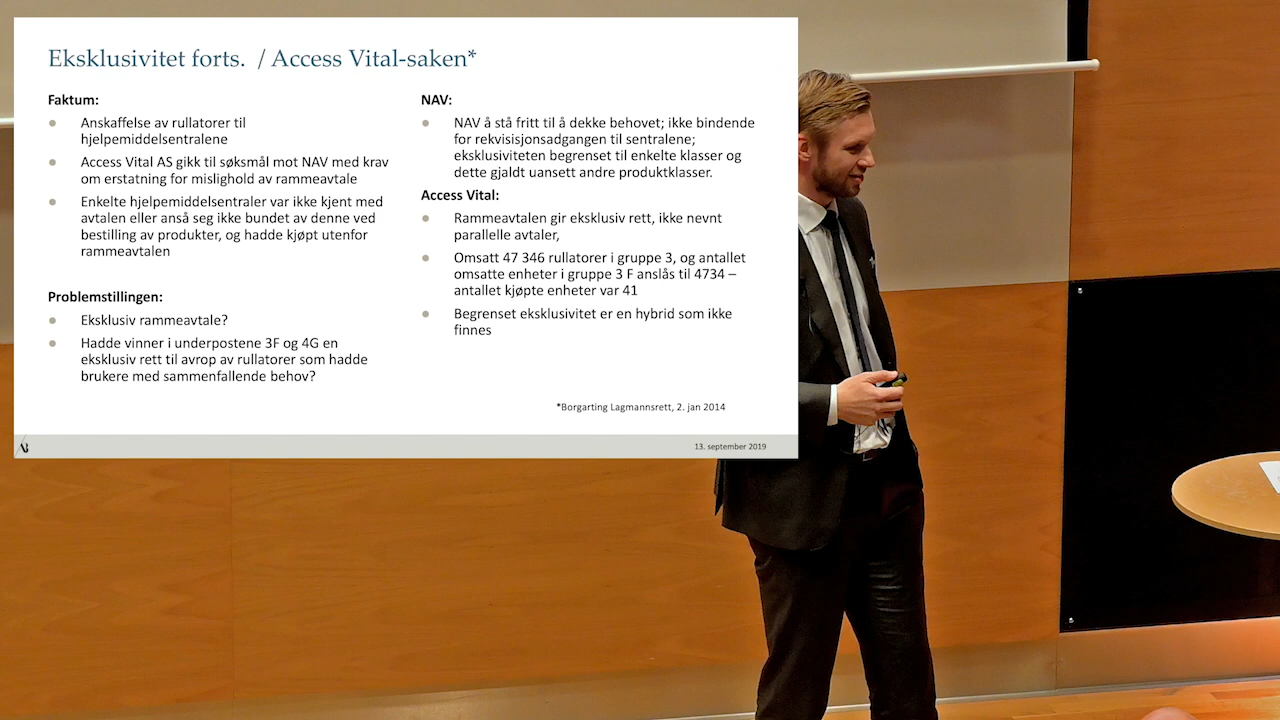 Eksklusivitet forts. / Access Vital-saken*
Faktum:
● Anskaffelse av rullatorer til
hjelpemiddelsentralene
● Access Vital AS gikk til søksmål mot NAV med krav
om erstatning for mislighold av rammeavtale
● Enkelte hjelpemiddelsentraler var ikke kjent med
avtalen eller anså seg ikke bundet av denne ved
bestilling av produkter, og hadde kjøpt utenfor
rammeavtalen
Problemstillingen:
● Eksklusiv rammeavtale?
● Hadde vinner i underpostene 3F og 4G en
eksklusiv rett til avrop av rullatorer som hadde
brukere med sammenfallende behov?
NAV:
● NAV å stå fritt til å dekke behovet; ikke bindende
for rekvisisjonsadgangen til sentralene;
eksklusiviteten begrenset til enkelte klasser og
dette gjaldt uansett andre produktklasser.
Access Vital:
● Rammeavtalen gir eksklusiv rett, ikke nevnt
parallelle avtaler,
● Omsatt 47 346 rullatorer i gruppe 3, og antallet
omsatte enheter i gruppe 3 F anslås til 4734 –
antallet kjøpte enheter var 41
● Begrenset eksklusivitet er en hybrid som ikke
finnes
*Borgarting Lagmannsrett, 2. jan 2014
13. september 2019